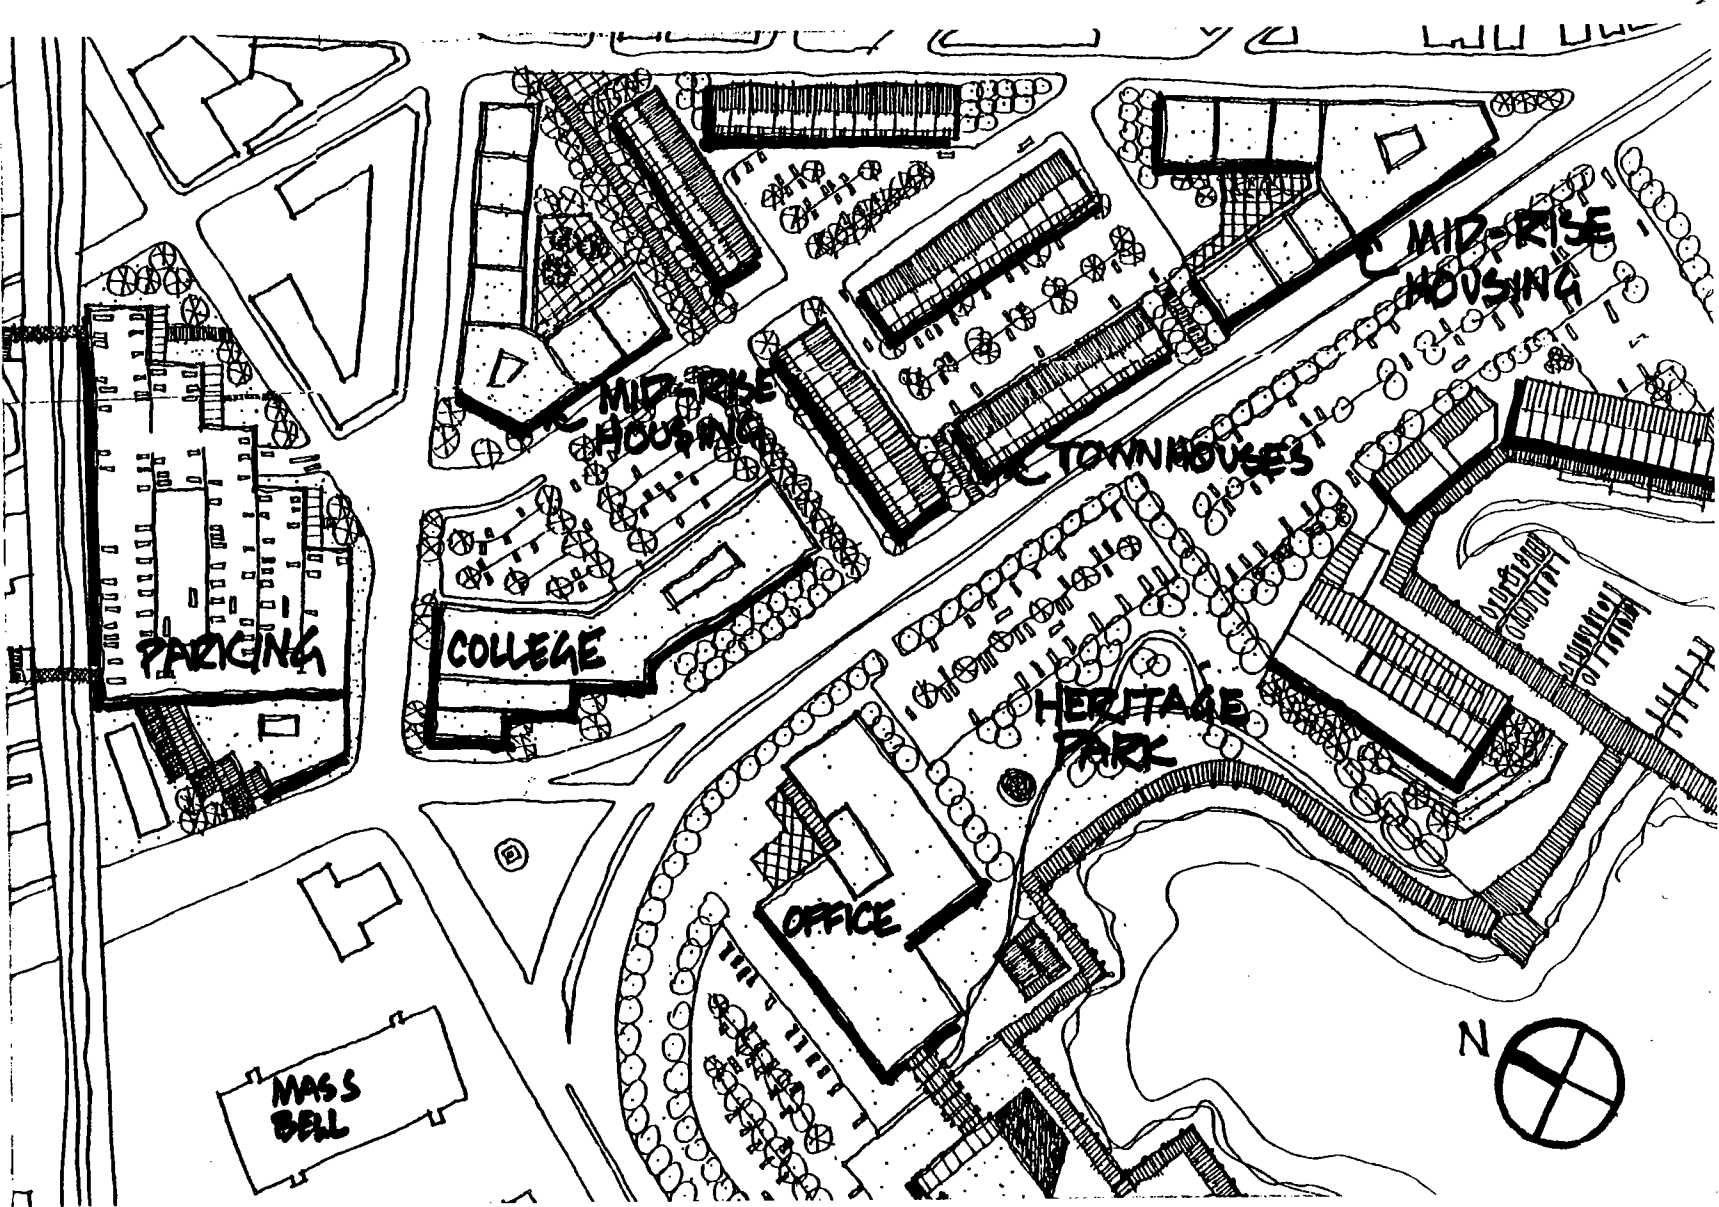 MID-RISE
HOUSING
MID-RISE
HOUSING
TOWNHOUSES
PARKING
COLLEGE
HERITAGE
PARK
OFFICE
MASS
BELL
N